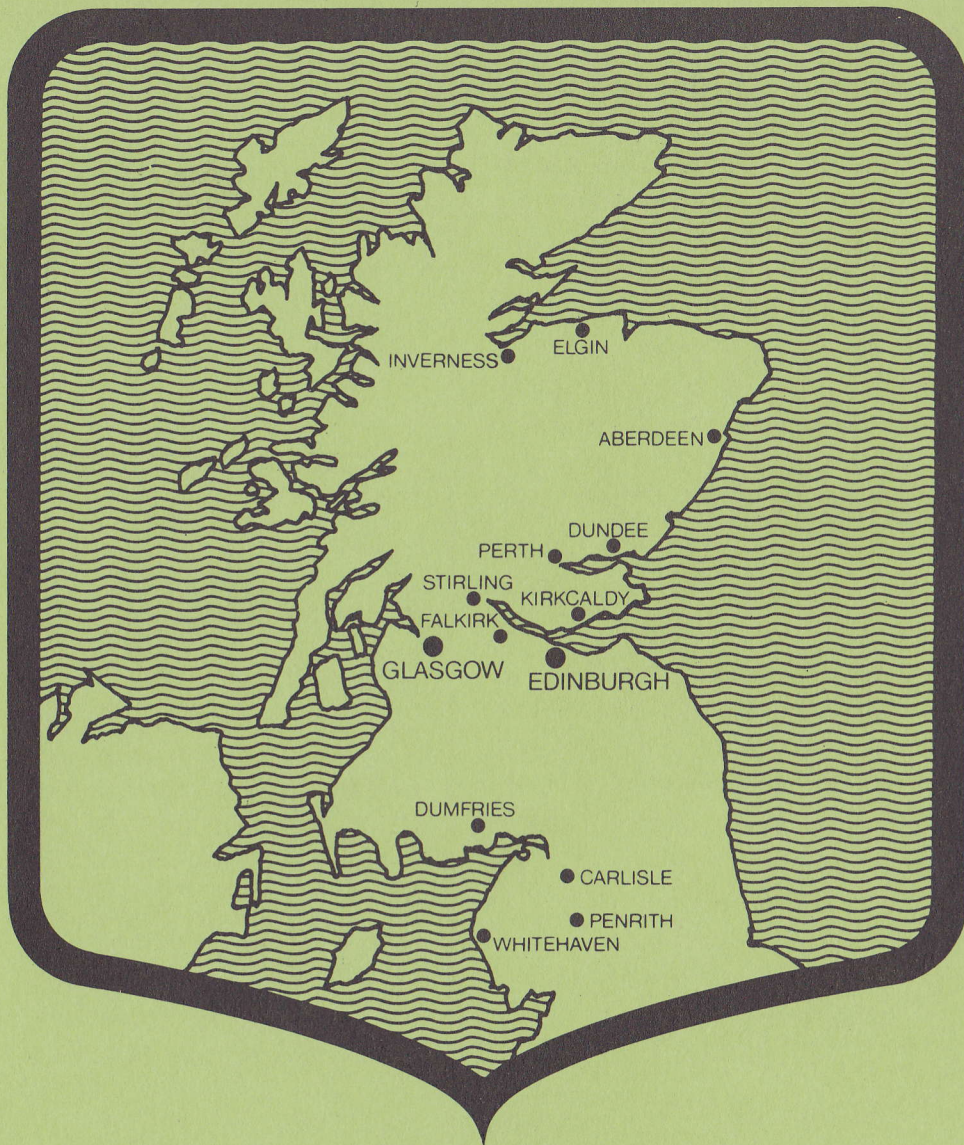 ELGIN
INVERNESS
ABERDEEN
DUNDEE
PERTH
STIRLING
KIRKCALDY
FALKIRK
GLASGOW
EDINBURGH
DUMFRIES
CARLISLE
PENRITH
WHITEHAVEN